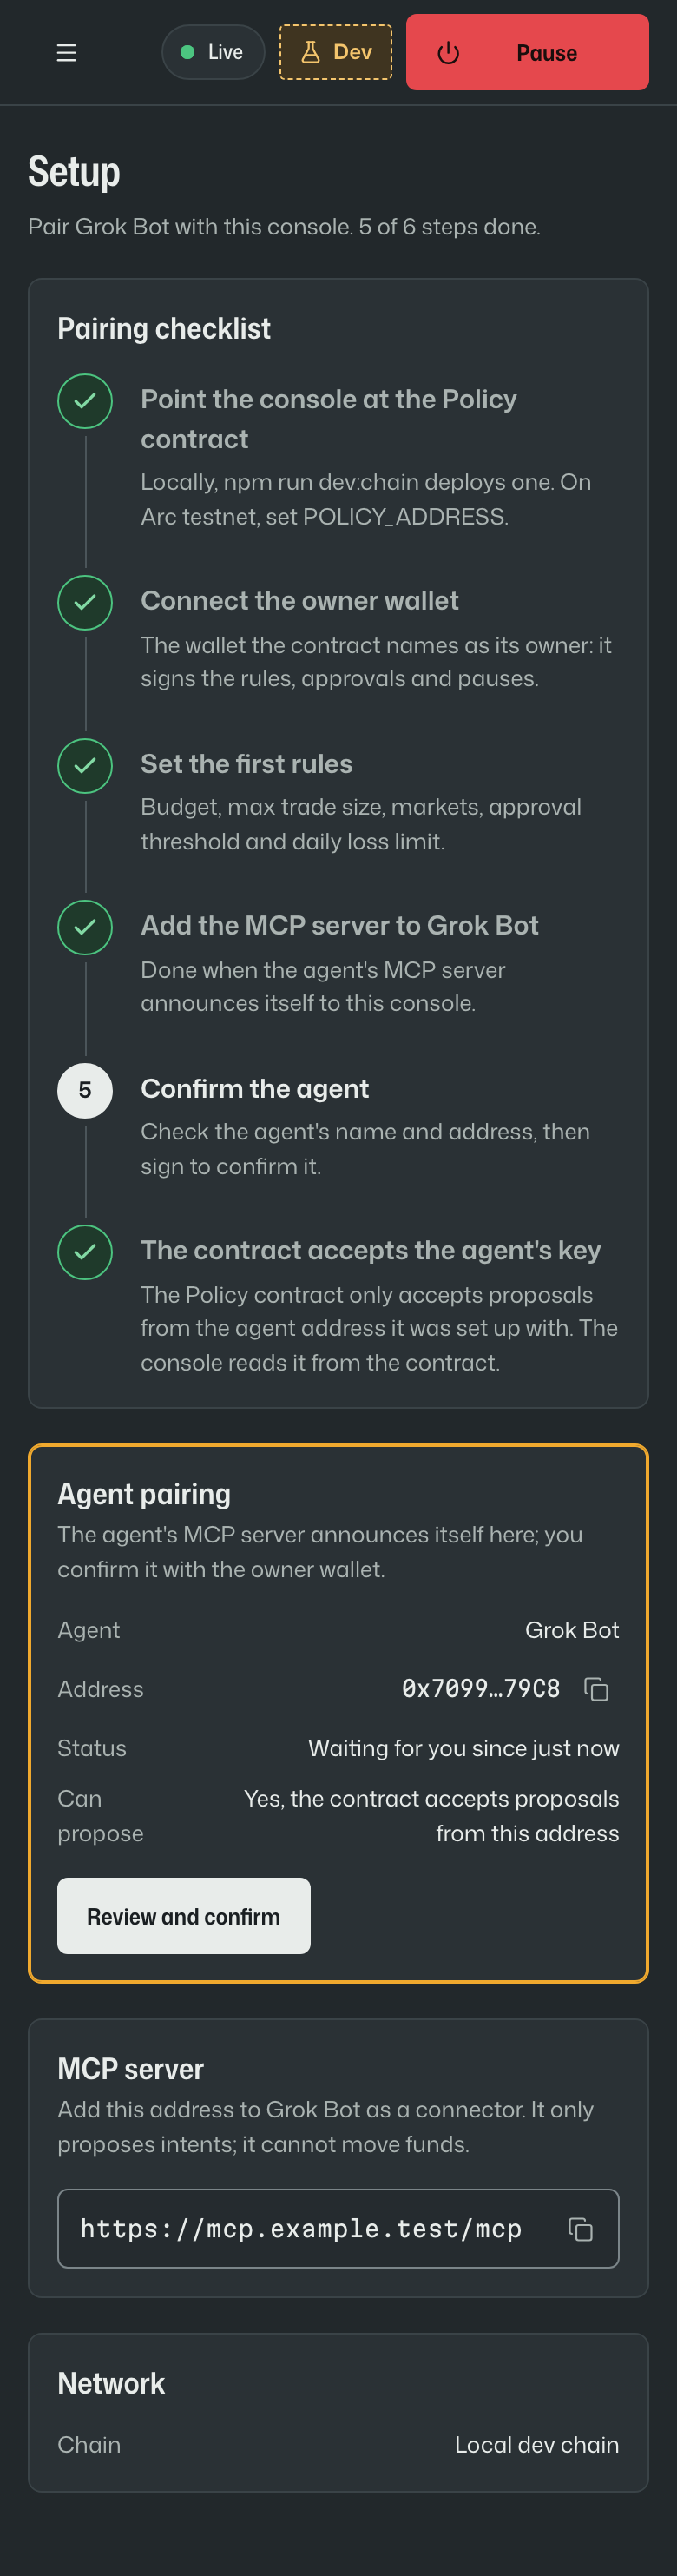 Live
Dev
Pause
Setup
Pair Grok Bot with this console. 5 of 6 steps done.
Pairing checklist
Point the console at the Policy
contract
Locally, npm run dev:chain deploys one. On
Arc testnet, set POLICY_ADDRESS.
Connect the owner wallet
The wallet the contract names as its owner: it
signs the rules, approvals and pauses.
Set the first rules
Budget, max trade size, markets, approval
threshold and daily loss limit.
Add the MCP server to Grok Bot
Done when the agent's MCP server
announces itself to this console.
5
Confirm the agent
Check the agent's name and address, then
sign to confirm it.
The contract accepts the agent's key
The Policy contract only accepts proposals
from the agent address it was set up with. The
console reads it from the contract.
Agent pairing
The agent's MCP server announces itself here; you
confirm it with the owner wallet.
Agent Grok Bot
Address 0x7099…79C8
Status Waiting for you since just now
Can propose Yes, the contract accepts proposals
from this address
Review and confirm
MCP server
Add this address to Grok Bot as a connector. It only
proposes intents; it cannot move funds.
https://mcp.example.test/mcp
Network
Chain Local dev chain